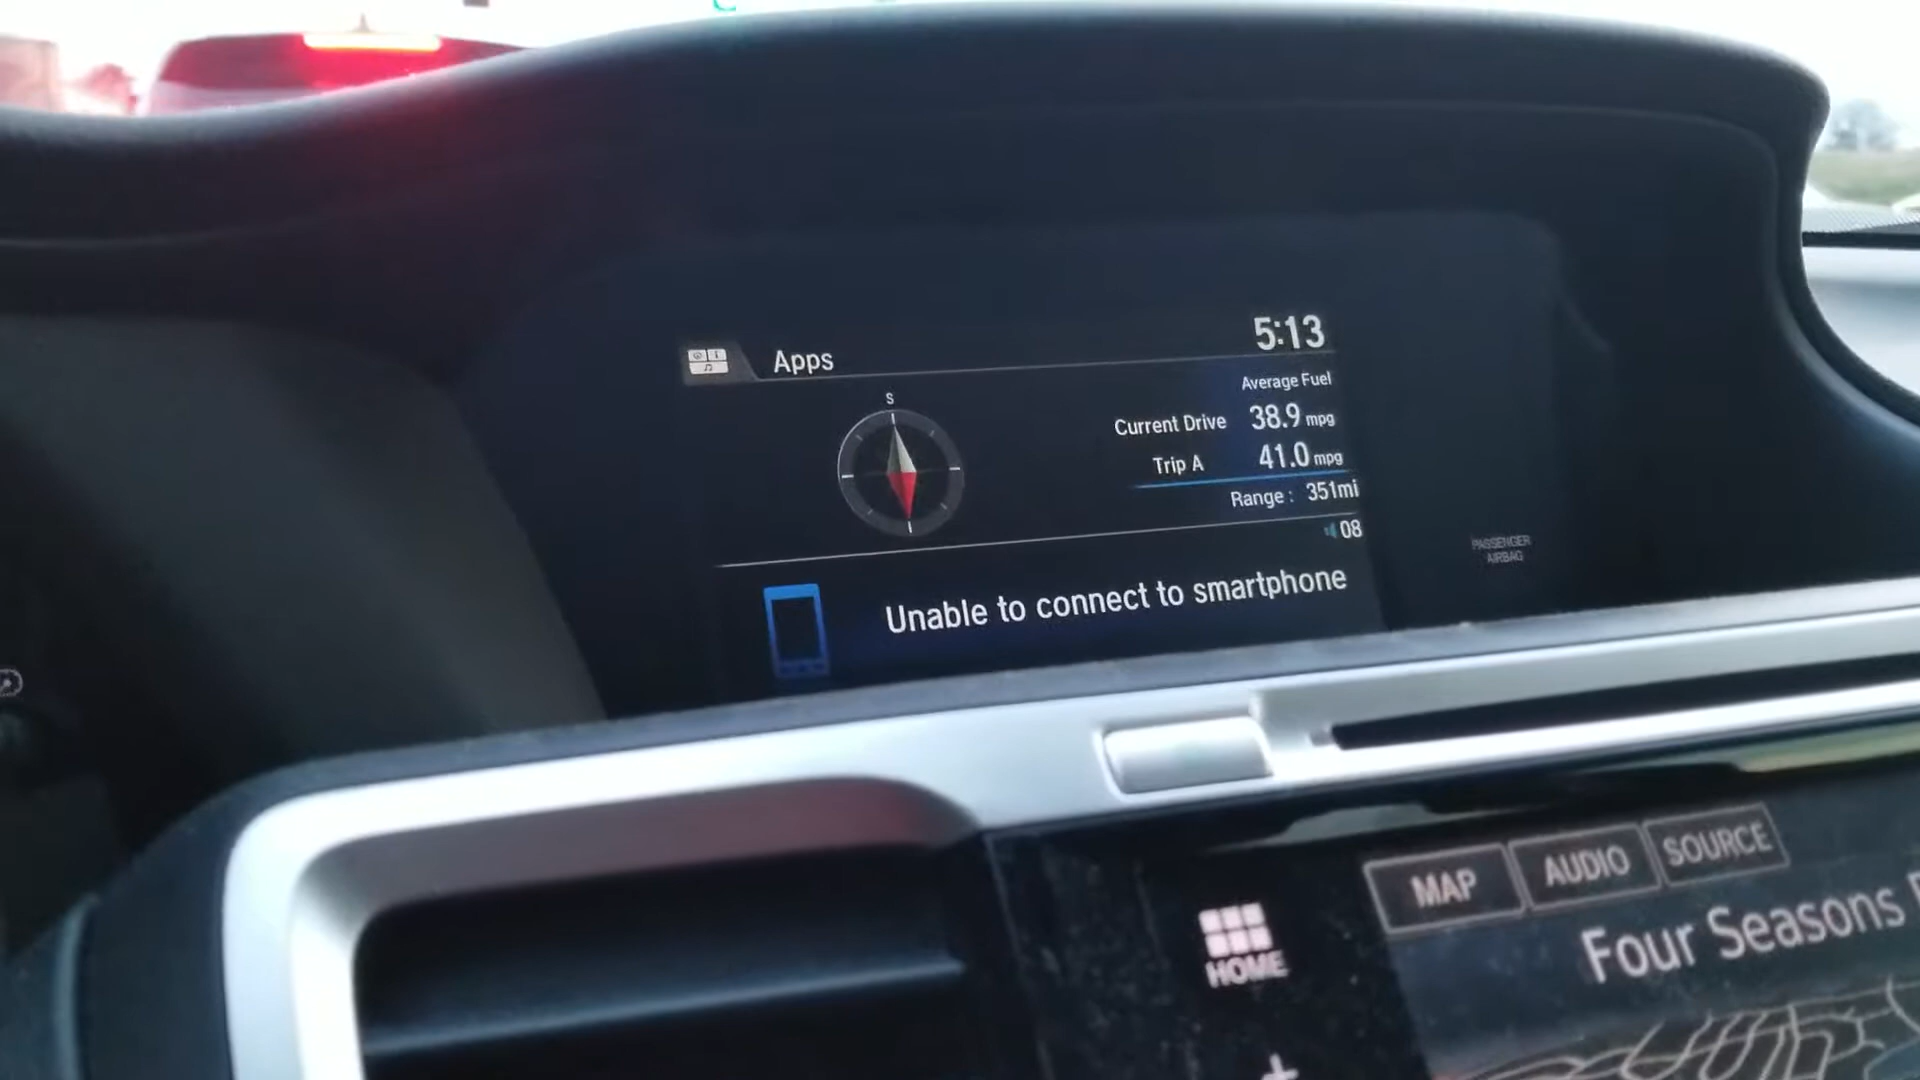 Apps
5:13
S
Average Fuel
Current Drive 38.9 mpg
Trip A 41.0 mpg
Range : 351mi
08
Unable to connect to smartphone
PASSENGER
AIRBAG
MAP AUDIO SOURCE
HOME
Four Seasons
+